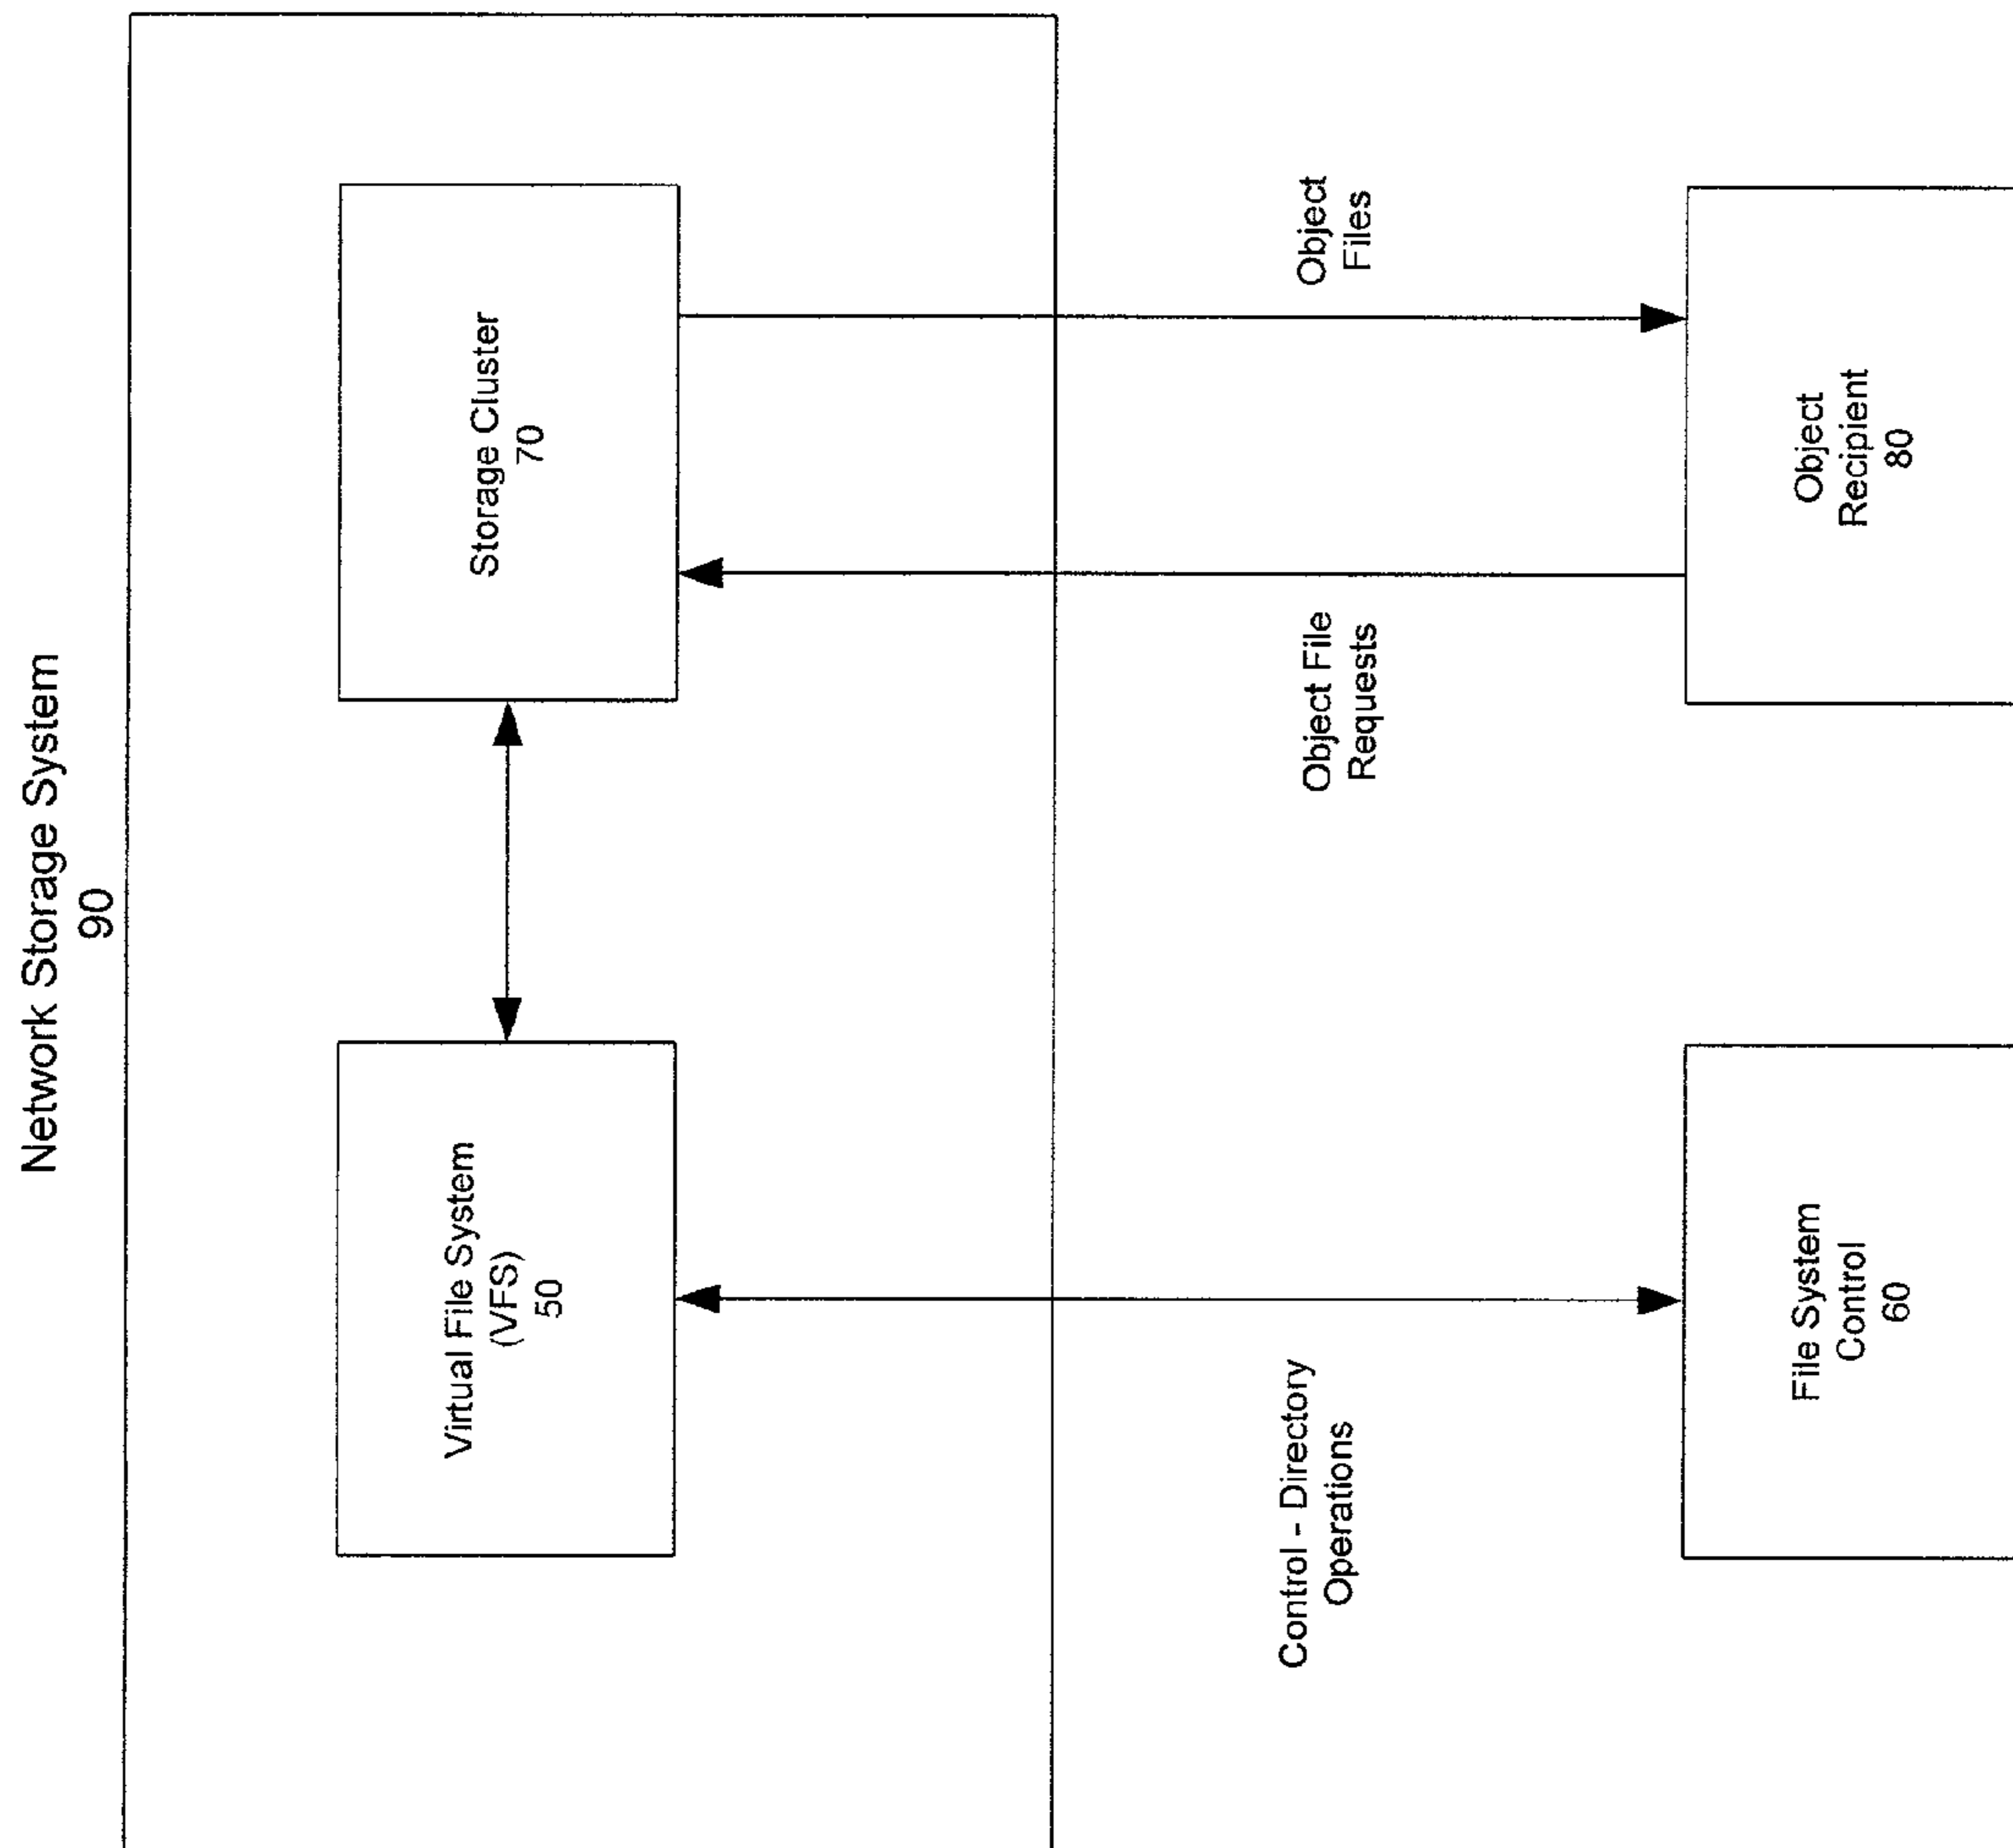 Network Storage System
90
Virtual File System
(VFS)
50
Storage Cluster
70
Control - Directory
Operations
Object File
Requests
Object
Files
File System
Control
60
Object
Recipient
80